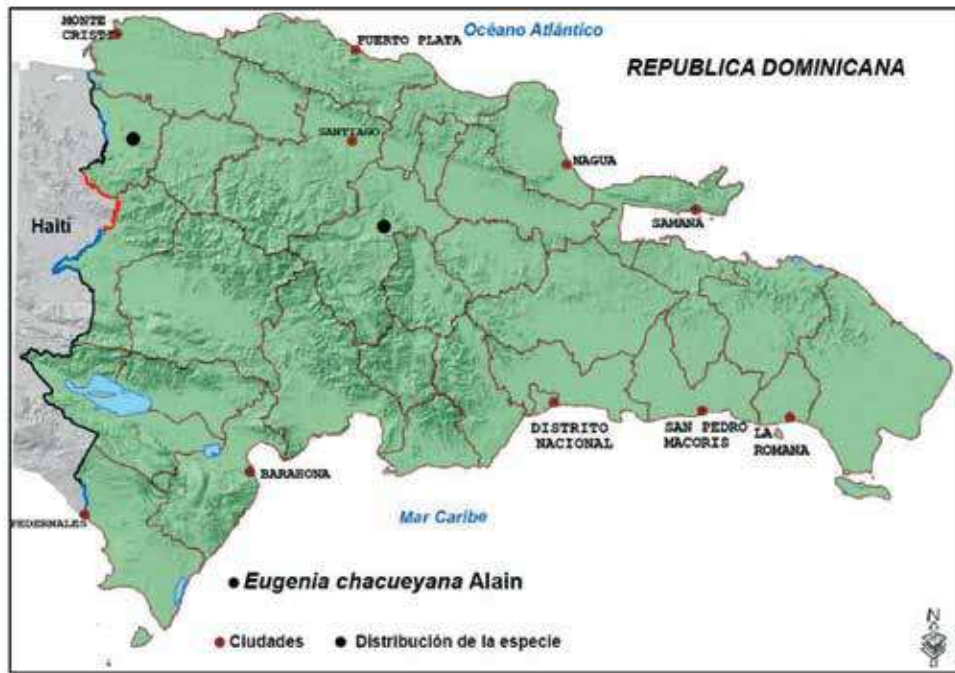 MONTE
CRISTI
Océano Atlántico
PUERTO PLATA
REPUBLICA DOMINICANA
SANTIAGO
NAGUA
SAMANA
Haití
DISTRITO
NACIONAL
SAN PEDRO
MACORIS
LA
ROMANA
BARAHONA
PEDERNALES
Mar Caribe
Eugenia chacueyana Alain
Ciudades
Distribución de la especie
N